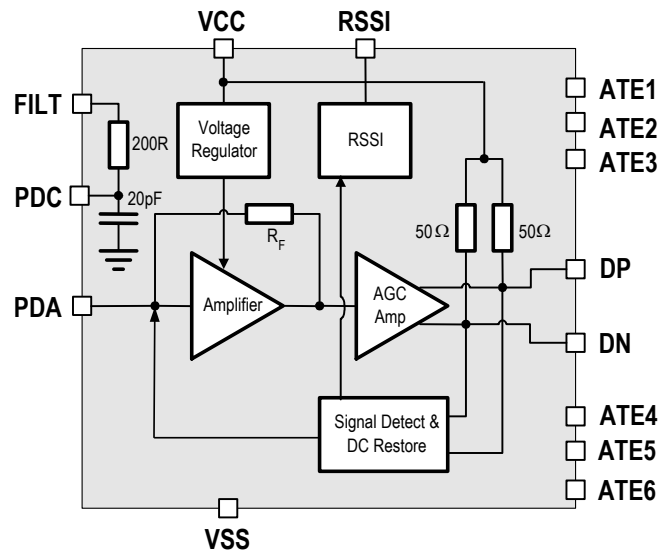 VCC
RSSI
FILT
ATE1
200R
Voltage
Regulator
RSSI
ATE2
ATE3
PDC
20pF
50Ω
50Ω
R_F
DP
PDA
Amplifier
AGC
Amp
DN
Signal Detect &
DC Restore
ATE4
ATE5
ATE6
VSS